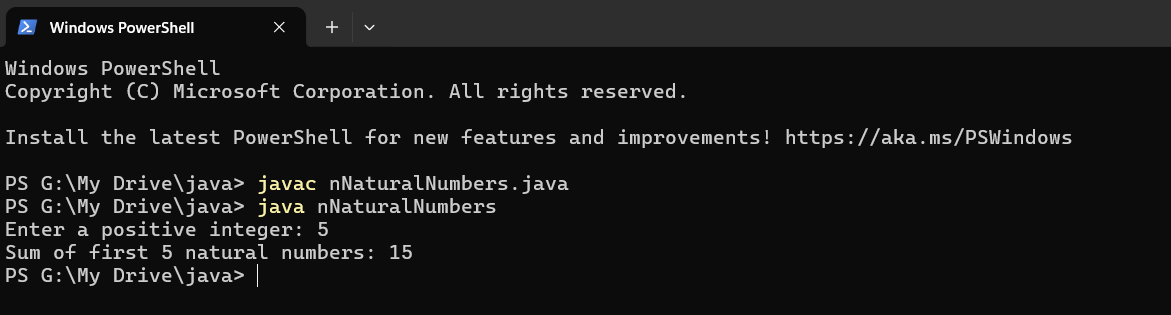 Windows PowerShell
Windows PowerShell
Copyright (C) Microsoft Corporation. All rights reserved.
Install the latest PowerShell for new features and improvements! https://aka.ms/PSWindows
PS G:\My Drive\java> javac nNaturalNumbers.java
PS G:\My Drive\java> java nNaturalNumbers
Enter a positive integer: 5
Sum of first 5 natural numbers: 15
PS G:\My Drive\java>